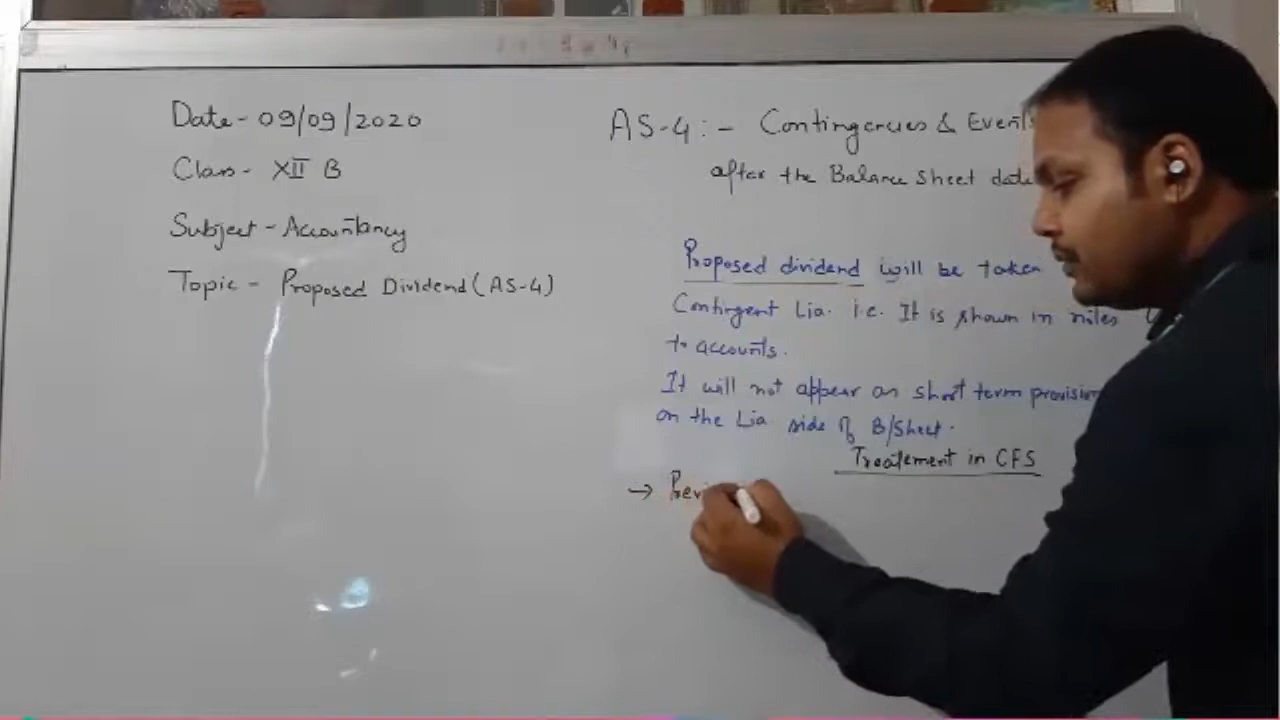 Date - 09/09/2020
Class - XII B
Subject - Accountancy
Topic - Proposed Dividend (AS-4)
AS-4 :- Contingencies & Event
after the Balance Sheet date
Proposed dividend will be taken
Contingent Lia. i.e. It is shown in notes
to accounts.
It will not appear as short term provision
on the Lia side of B/Sheet.
Treatement in CFS
→ Prev